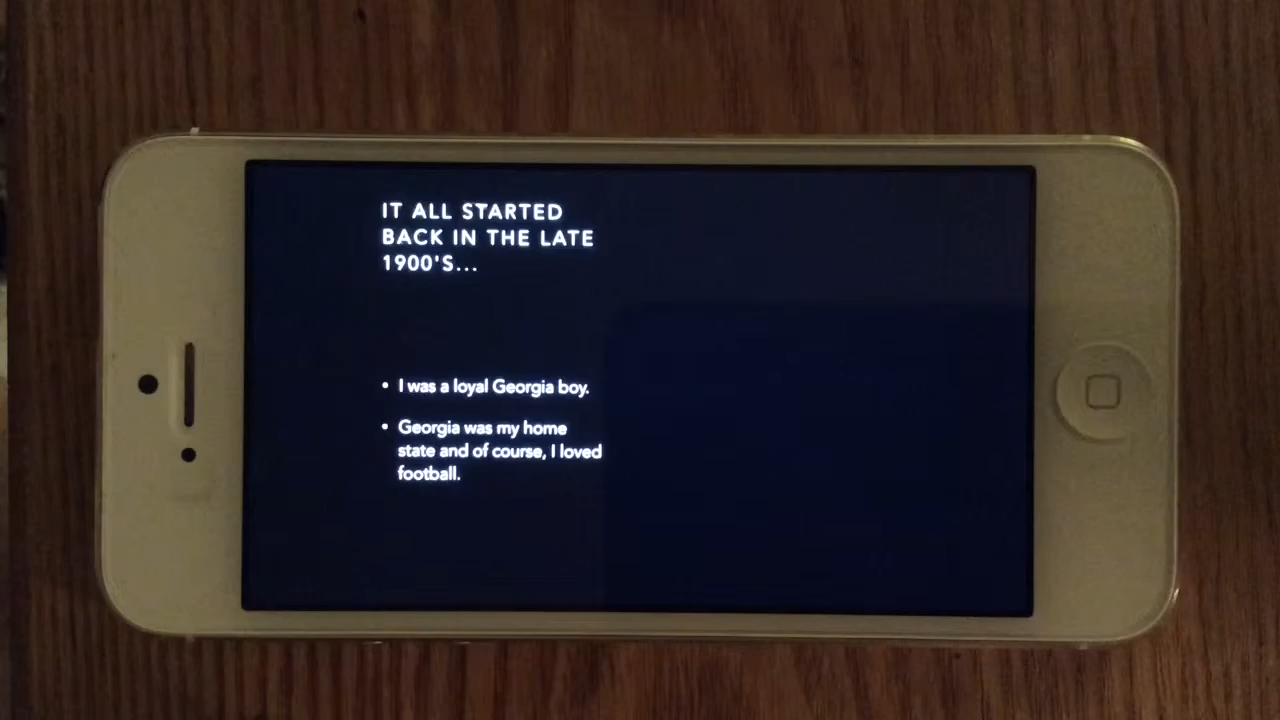 IT ALL STARTED
BACK IN THE LATE
1900'S...
• I was a loyal Georgia boy.
• Georgia was my home
state and of course, I loved
football.